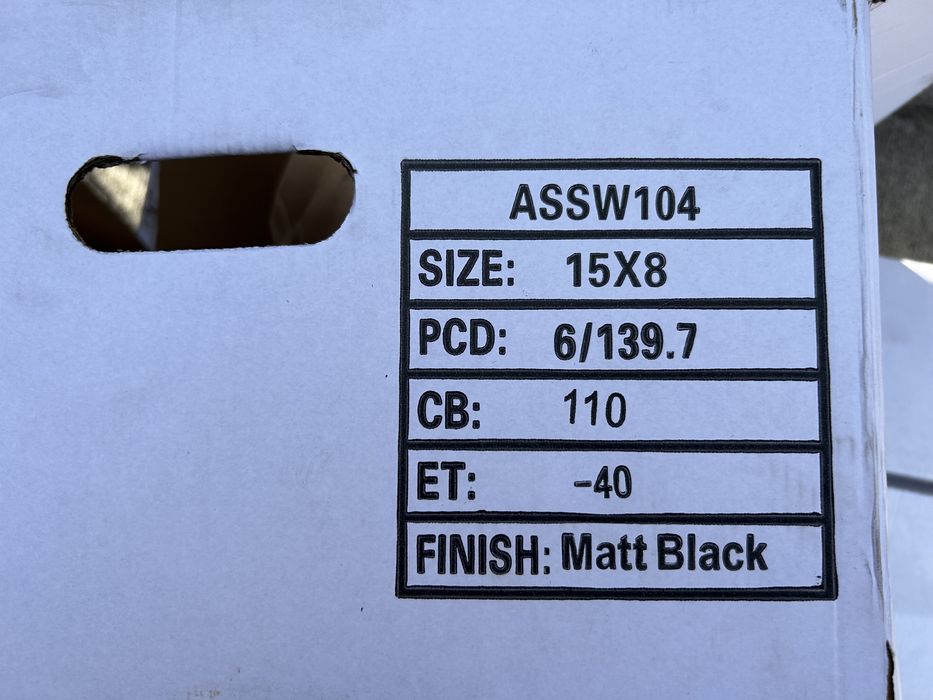 ASSW104
SIZE: 15X8
PCD: 6/139.7
CB: 110
ET: -40
FINISH: Matt Black